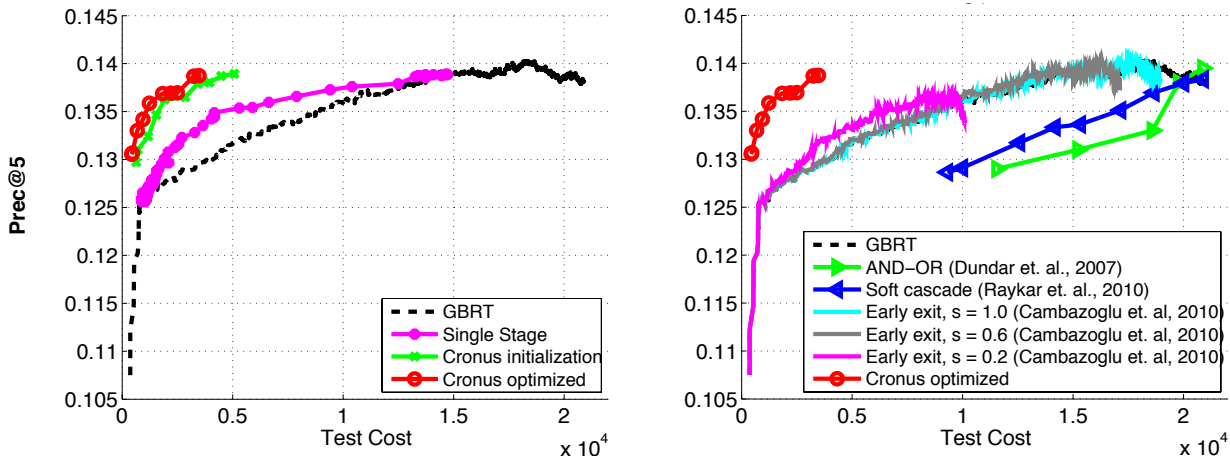 0.145
0.14
0.135
0.13
0.125
0.12
0.115
0.11
0.105
Prec@5
0
0.5
1
1.5
2
Test Cost
x 10^4
GBRT
Single Stage
Cronus initialization
Cronus optimized
0.145
0.14
0.135
0.13
0.125
0.12
0.115
0.11
0.105
0
0.5
1
1.5
2
Test Cost
x 10^4
GBRT
AND−OR (Dundar et. al., 2007)
Soft cascade (Raykar et. al., 2010)
Early exit, s = 1.0 (Cambazoglu et. al, 2010)
Early exit, s = 0.6 (Cambazoglu et. al, 2010)
Early exit, s = 0.2 (Cambazoglu et. al, 2010)
Cronus optimized